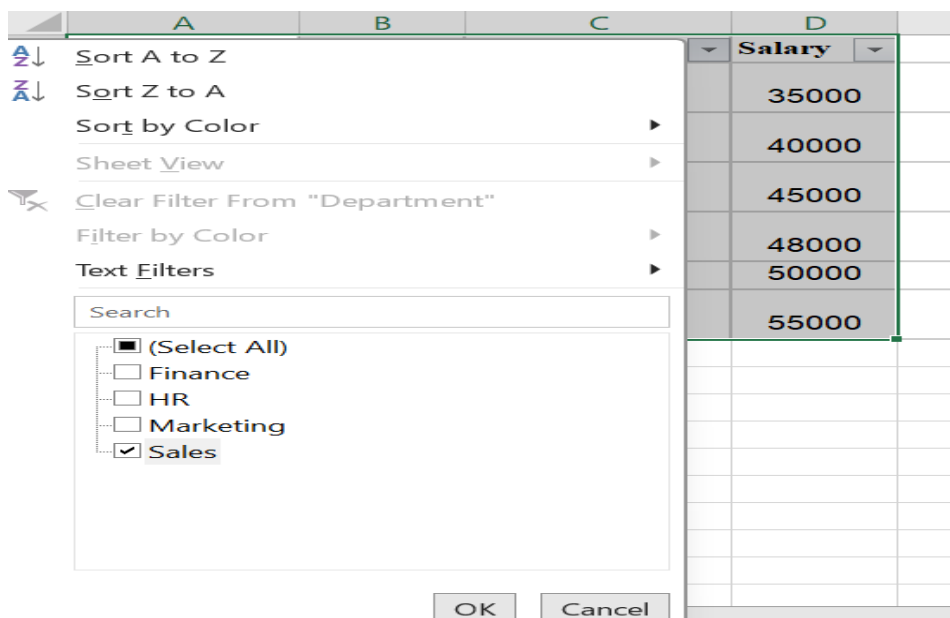 A B C D
Sort A to Z
Sort Z to A
Sort by Color
Sheet View
Clear Filter From "Department"
Filter by Color
Text Filters
Search
(Select All)
Finance
HR
Marketing
Sales
OK Cancel
Salary
35000
40000
45000
48000
50000
55000